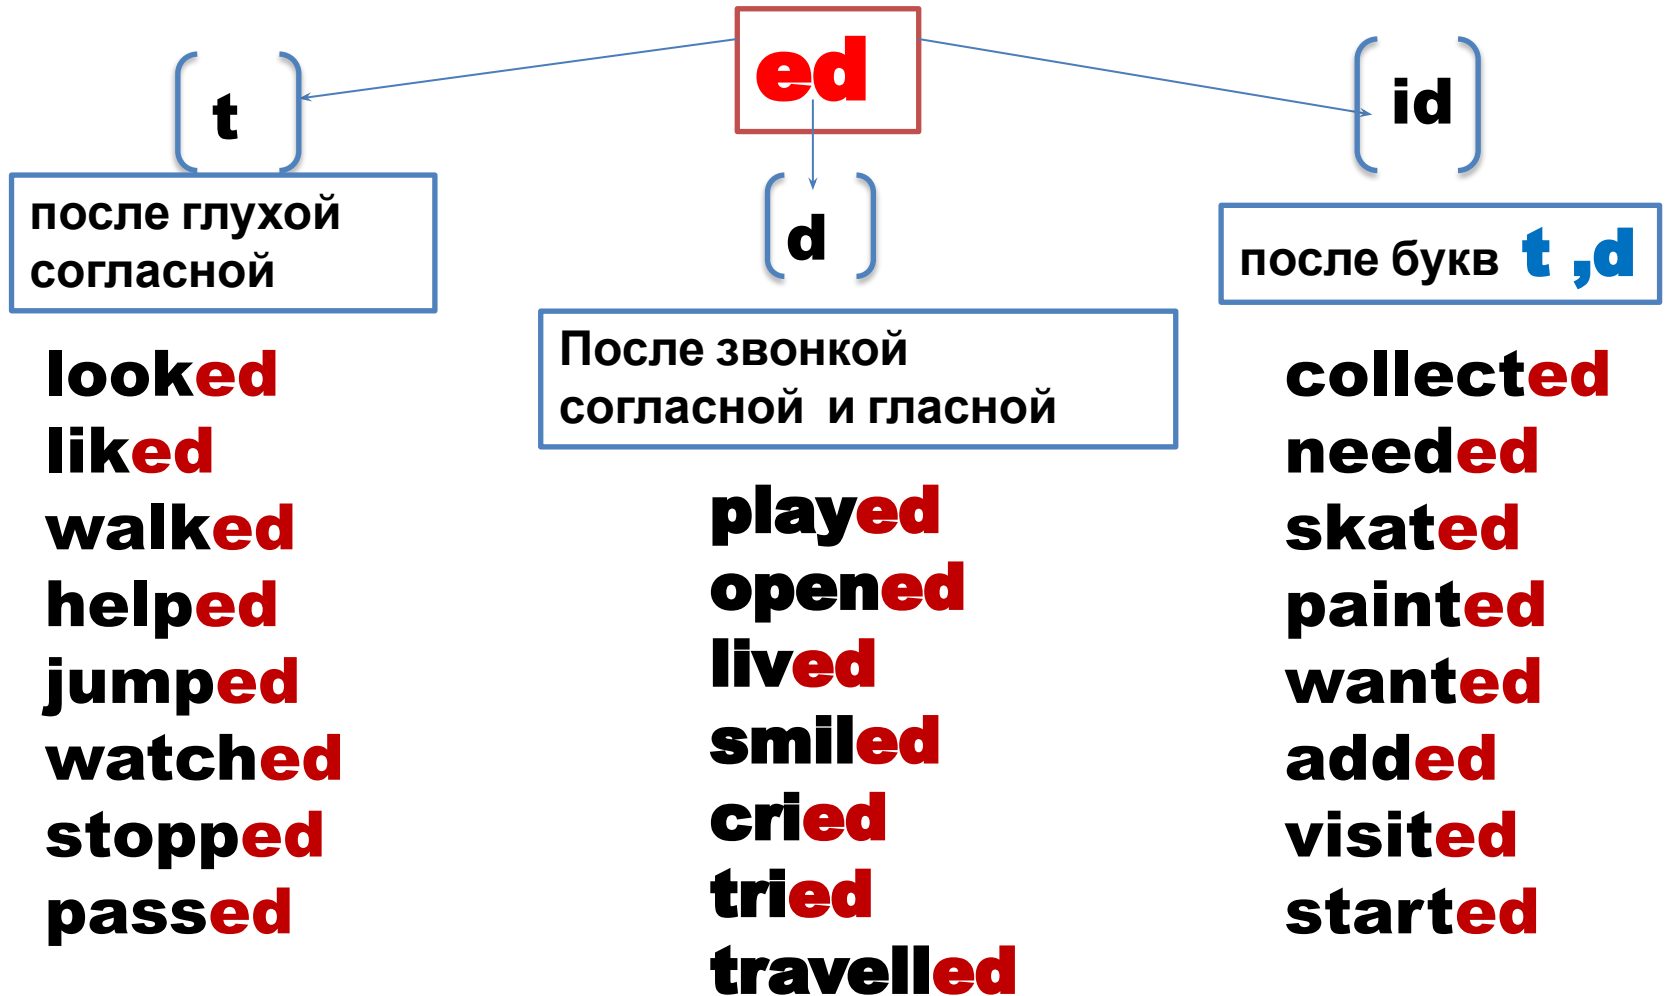 ed
t
после глухой
согласной
looked
liked
walked
helped
jumped
watched
stopped
passed
d
После звонкой
согласной и гласной
played
opened
lived
smiled
cried
tried
travelled
id
после букв t ,d
collected
needed
skated
painted
wanted
added
visited
started